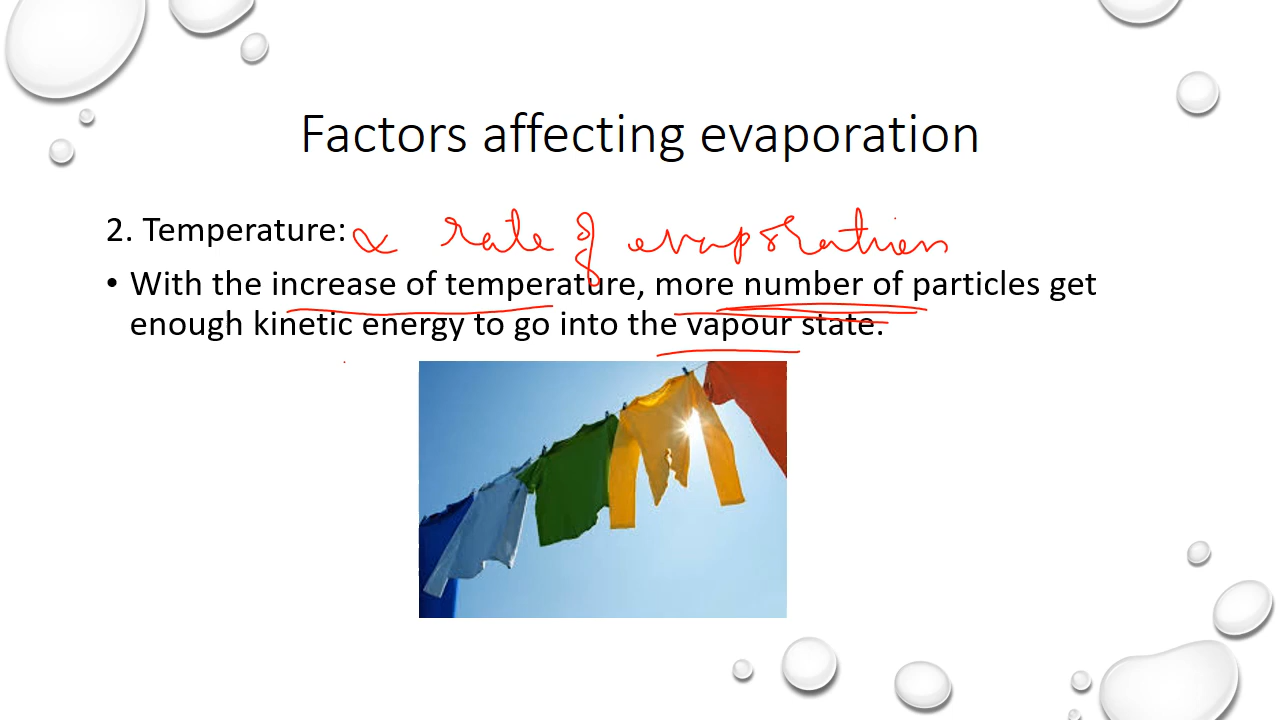 Factors affecting evaporation
2. Temperature: ∝ rate of evaporation
• With the increase of temperature, more number of particles get
enough kinetic energy to go into the vapour state.